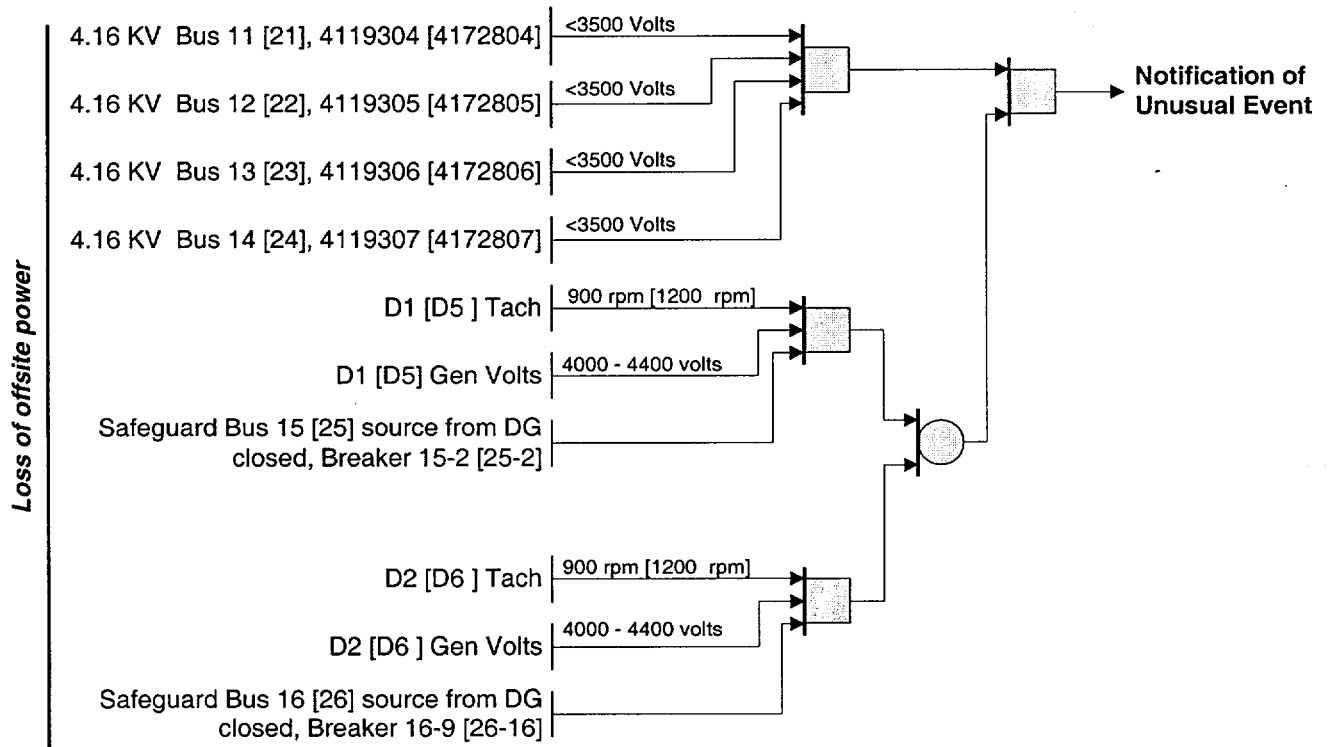 Loss of offsite power
4.16 KV Bus 11 [21], 4119304 [4172804]
<3500 Volts
4.16 KV Bus 12 [22], 4119305 [4172805]
<3500 Volts
4.16 KV Bus 13 [23], 4119306 [4172806]
<3500 Volts
4.16 KV Bus 14 [24], 4119307 [4172807]
<3500 Volts
Notification of
Unusual Event
D1 [D5 ] Tach
900 rpm [1200 rpm]
D1 [D5] Gen Volts
4000 - 4400 volts
Safeguard Bus 15 [25] source from DG
closed, Breaker 15-2 [25-2]
D2 [D6 ] Tach
900 rpm [1200 rpm]
D2 [D6 ] Gen Volts
4000 - 4400 volts
Safeguard Bus 16 [26] source from DG
closed, Breaker 16-9 [26-16]